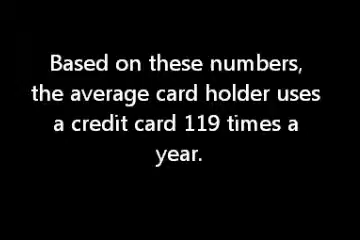 Based on these numbers,
the average card holder uses
a credit card 119 times a
year.